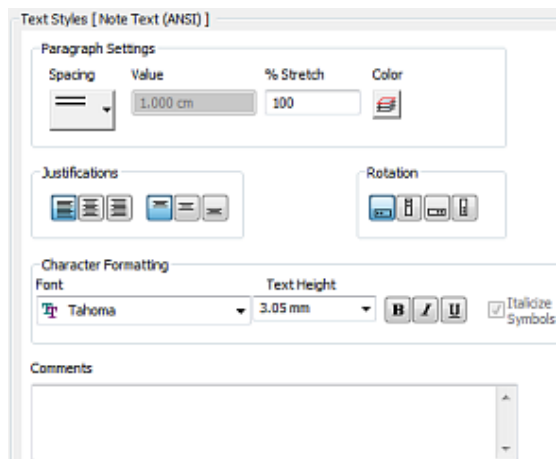 Text Styles [ Note Text (ANSI) ]
Paragraph Settings
Spacing Value % Stretch Color
1.000 cm 100
Justifications Rotation
Character Formatting
Font Text Height
Tahoma 3.05 mm B I U Italicize
Symbols
Comments